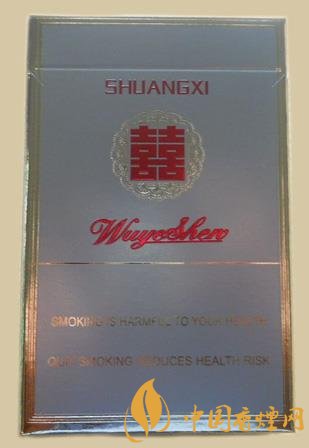 SHUANGXI
囍
WuyeShen
SMOKING IS HARMFUL TO YOUR HEALTH
QUIT SMOKING REDUCES HEALTH RISK
中国香烟网